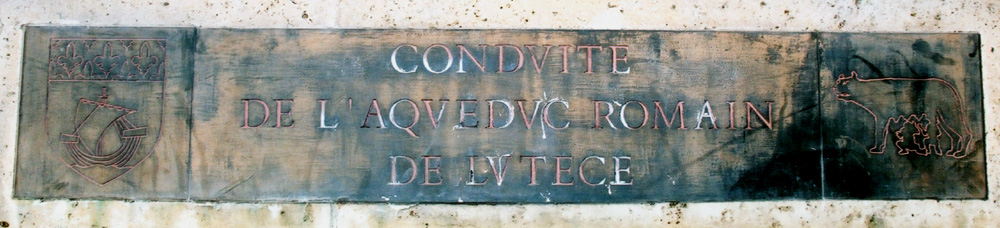 CONDVITE
DE L'AQVEDVC ROMAIN
DE LVTECE